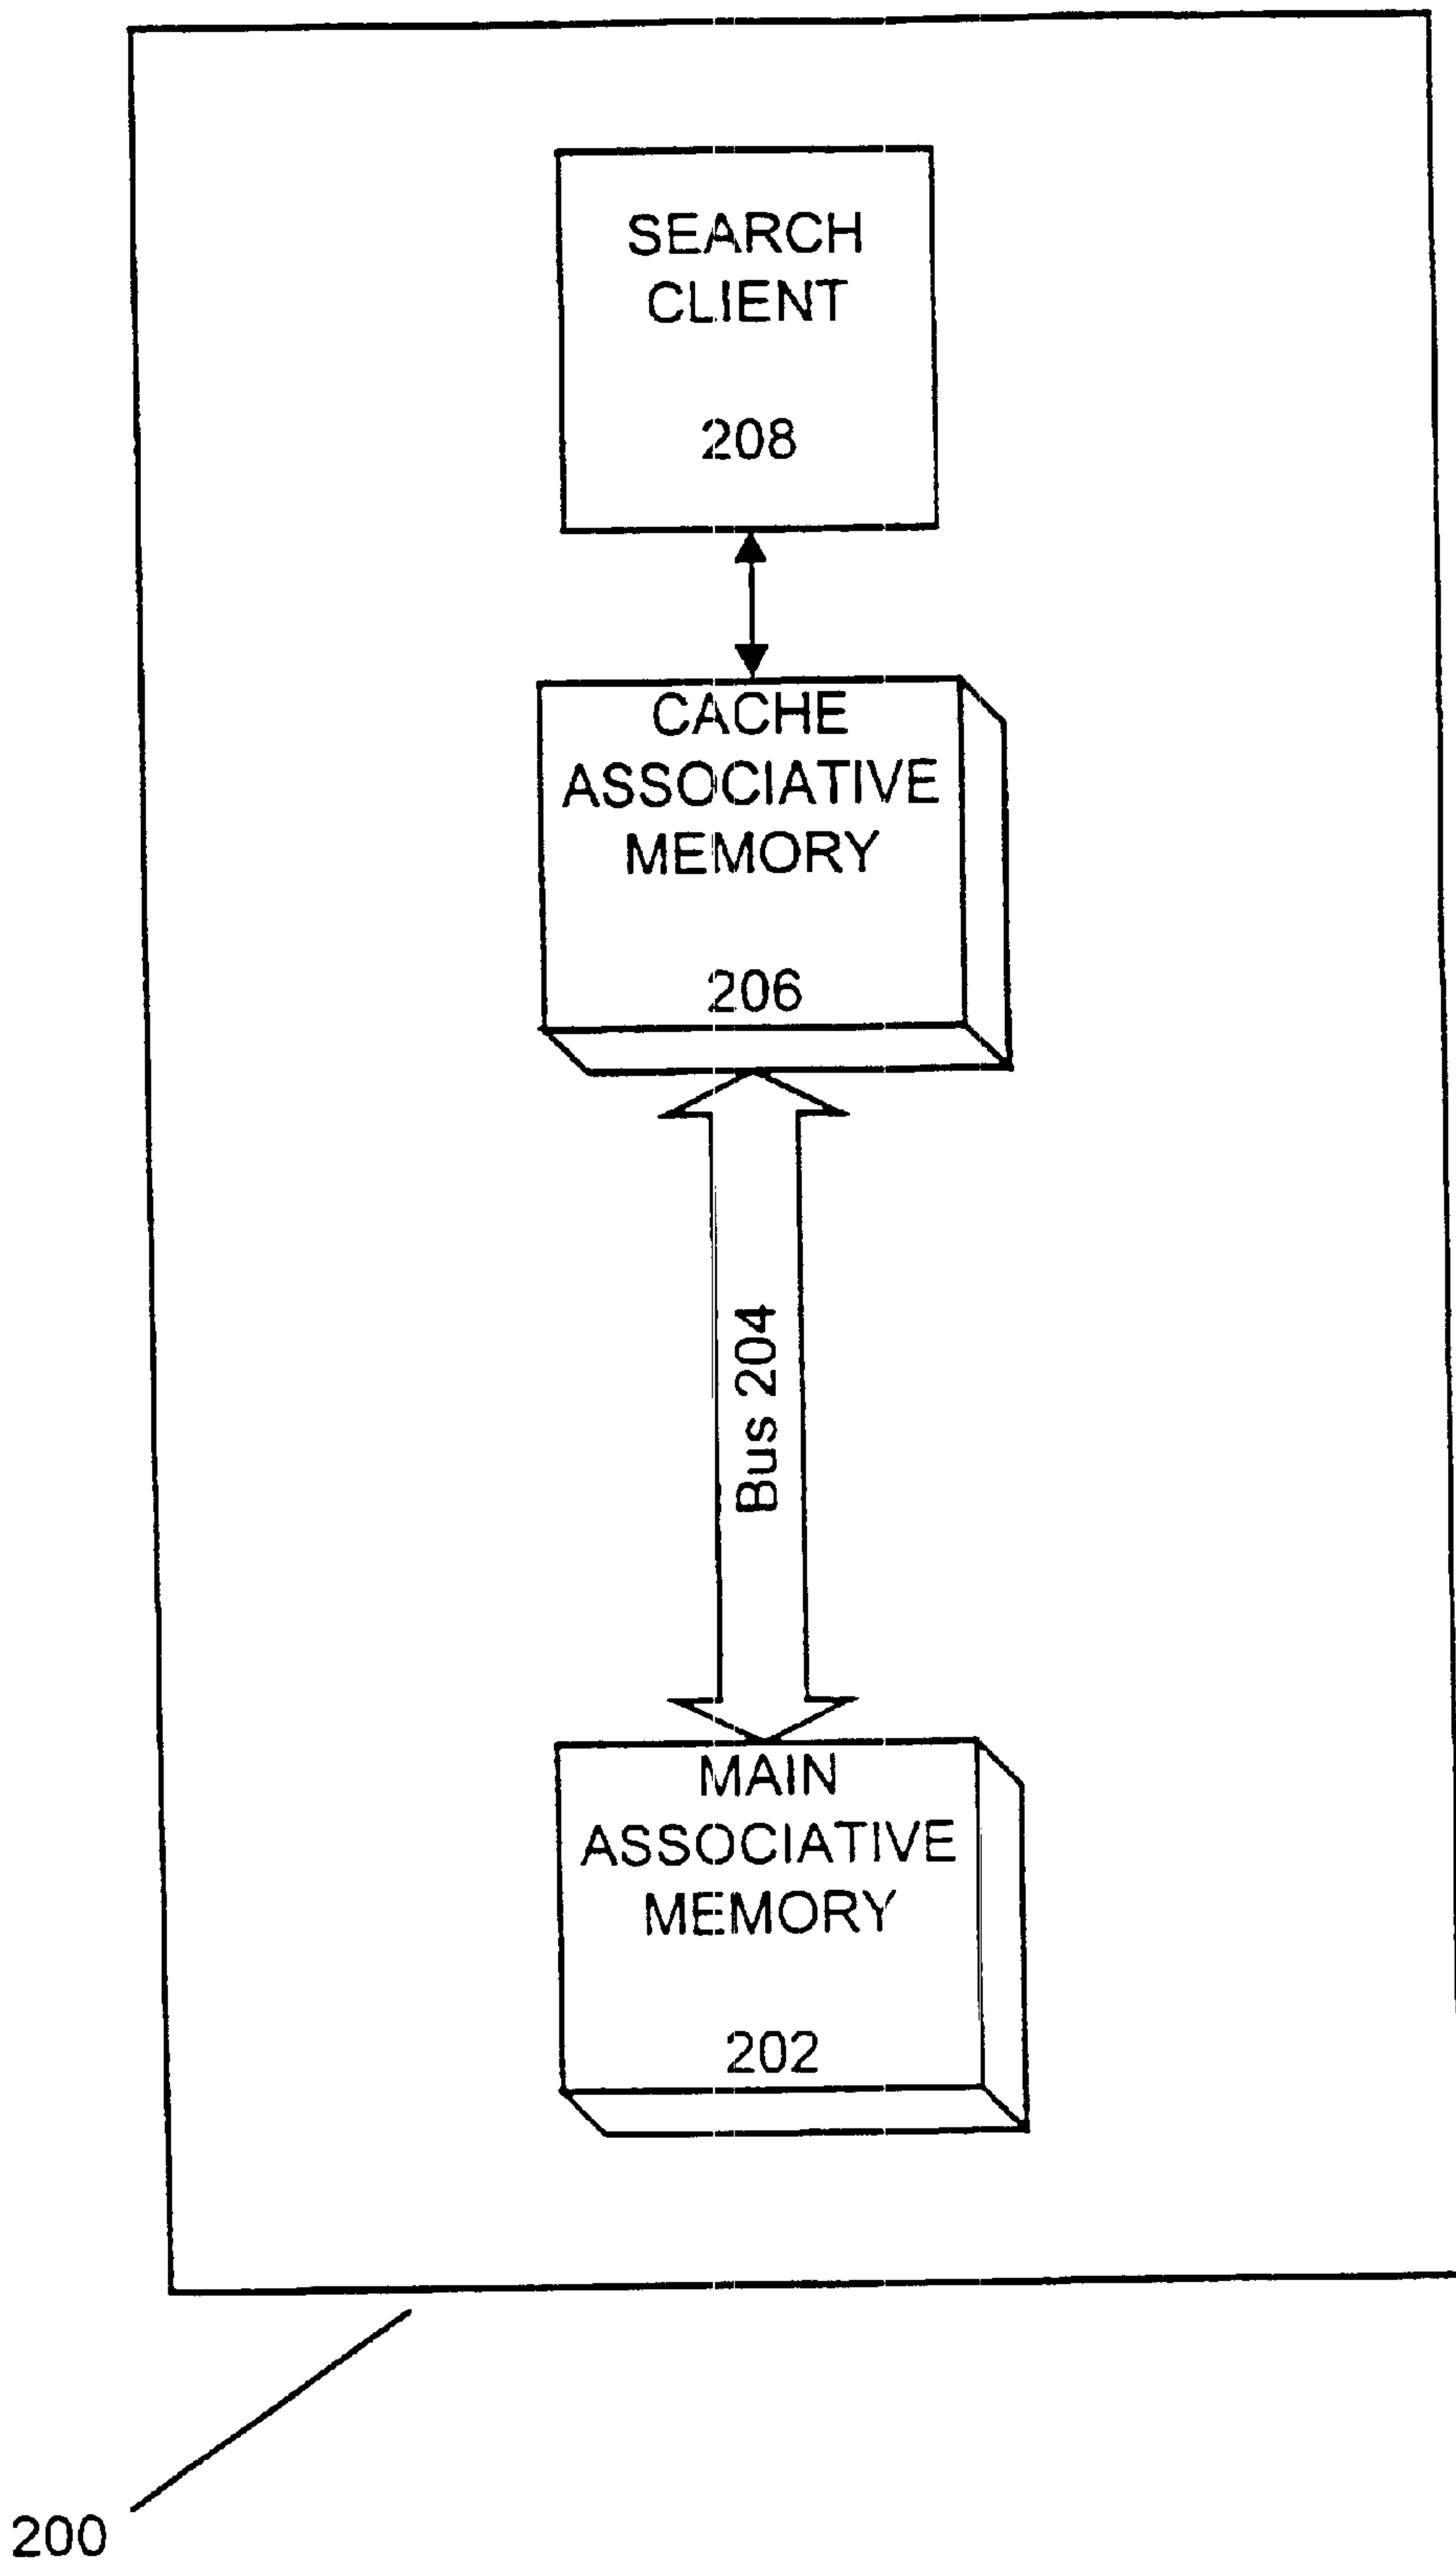 SEARCH
CLIENT
208
CACHE
ASSOCIATIVE
MEMORY
206
Bus 204
MAIN
ASSOCIATIVE
MEMORY
202
200